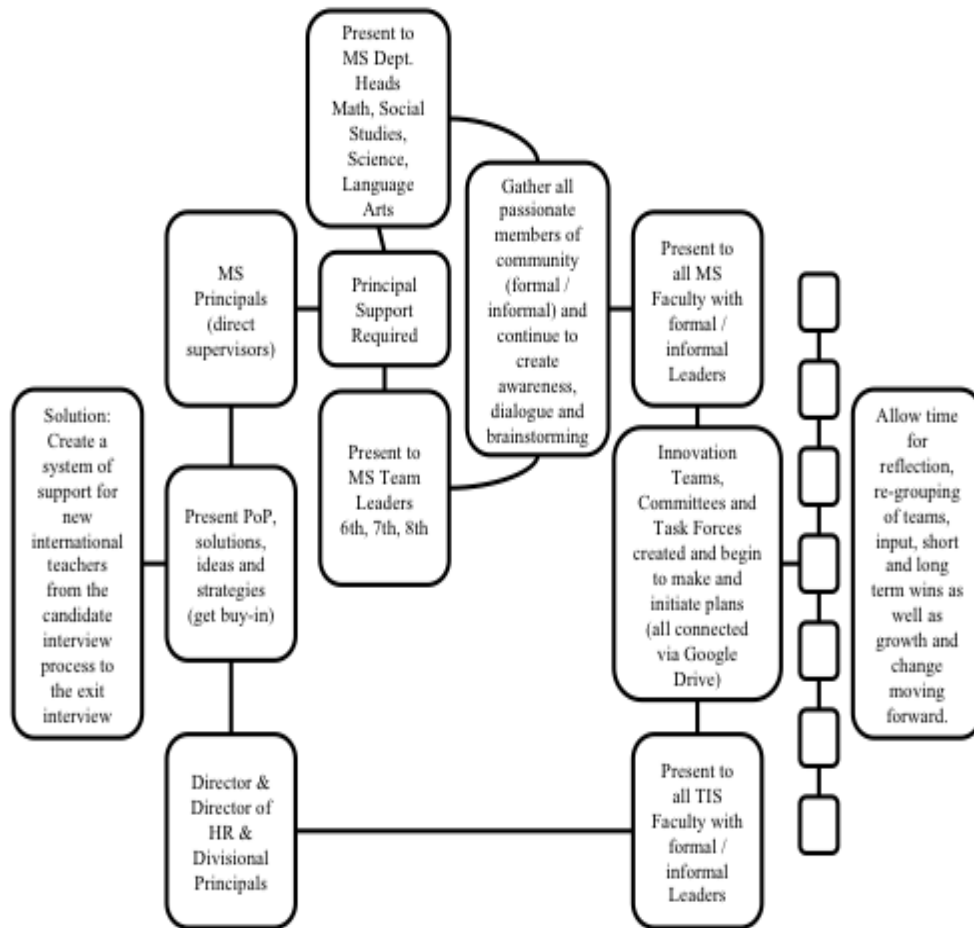 Solution:
Create a
system of
support for
new
international
teachers
from the
candidate
interview
process to
the exit
interview
Present PoP,
solutions,
ideas and
strategies
(get buy-in)
MS
Principals
(direct
supervisors)
Director &
Director of
HR &
Divisional
Principals
Present to
MS Dept.
Heads
Math, Social
Studies,
Science,
Language
Arts
Principal
Support
Required
Present to
MS Team
Leaders
6th, 7th, 8th
Gather all
passionate
members of
community
(formal /
informal) and
continue to
create
awareness,
dialogue and
brainstorming
Present to
all MS
Faculty with
formal /
informal
Leaders
Innovation
Teams,
Committees and
Task Forces
created and begin
to make and
initiate plans
(all connected
via Google
Drive)
Present to
all TIS
Faculty with
formal /
informal
Leaders
Allow time
for
reflection,
re-grouping
of teams,
input, short
and long
term wins as
well as
growth and
change
moving
forward.